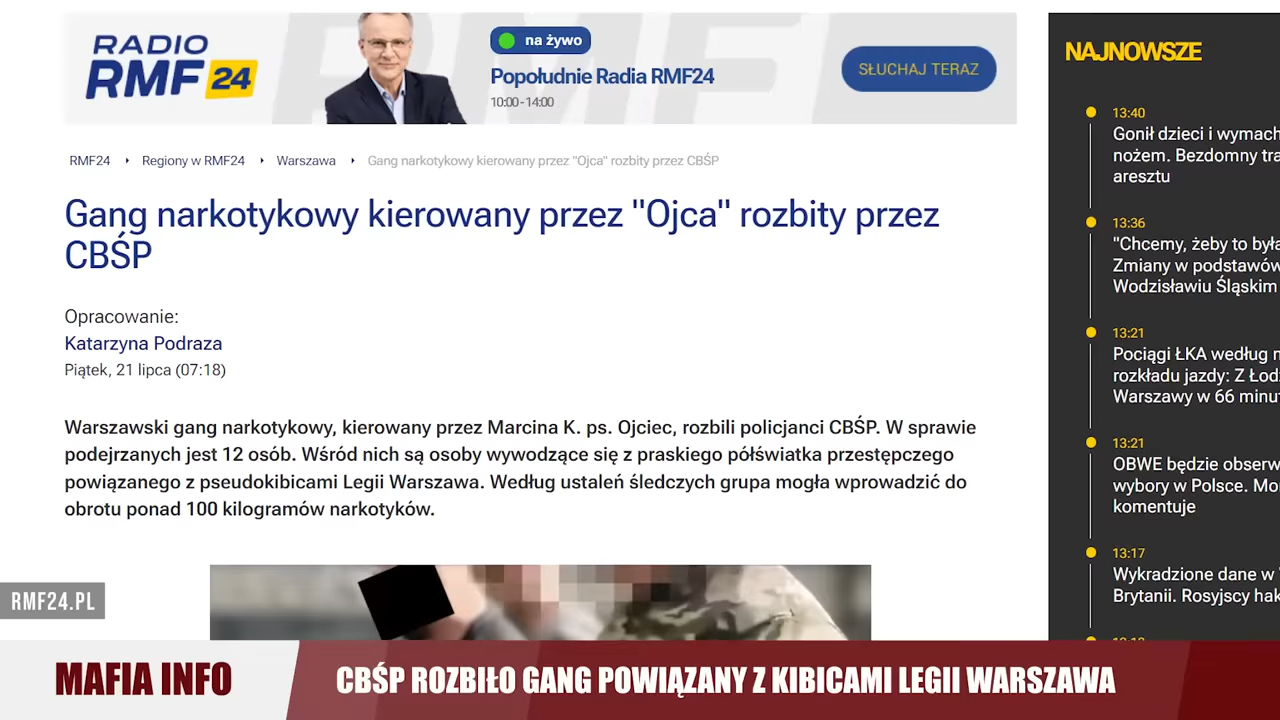 RADIO
RMF 24
na żywo
Popołudnie Radia RMF24
10:00 - 14:00
SŁUCHAJ TERAZ
RMF24 Regiony w RMF24 Warszawa Gang narkotykowy kierowany przez "Ojca" rozbity przez CBŚP
Gang narkotykowy kierowany przez "Ojca" rozbity przez
CBŚP
Opracowanie:
Katarzyna Podraza
Piątek, 21 lipca (07:18)
Warszawski gang narkotykowy, kierowany przez Marcina K. ps. Ojciec, rozbili policjanci CBŚP. W sprawie
podejrzanych jest 12 osób. Wśród nich są osoby wywodzące się z praskiego półświatka przestępczego
powiązanego z pseudokibicami Legii Warszawa. Według ustaleń śledczych grupa mogła wprowadzić do
obrotu ponad 100 kilogramów narkotyków.
NAJNOWSZE
13:40
Gonił dzieci i wymach
nożem. Bezdomny tra
aresztu
13:36
"Chcemy, żeby to była
Zmiany w podstawów
Wodzisławiu Śląskim
13:21
Pociągi ŁKA według n
rozkładu jazdy: Z Łod
Warszawy w 66 minut
13:21
OBWE będzie obserw
wybory w Polsce. Mo
komentuje
13:17
Wykradzione dane w
Brytanii. Rosyjscy hak
RMF24.PL
MAFIA INFO
CBŚP ROZBIŁO GANG POWIĄZANY Z KIBICAMI LEGII WARSZAWA